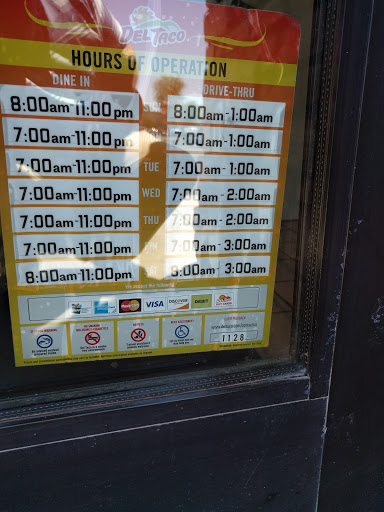 DEL TACO
HOURS OF OPERATION
DINE IN DRIVE-THRU
8:00am-11:00pm SUN 8:00am-1:00am
7:00am-11:00pm 7:00am-1:00am
7:00am-11:00pm TUE 7:00am-1:00am
7:00am-11:00pm WED 7:00am-2:00am
7:00am-11:00pm THU 7:00am-2:00am
7:00am-11:00pm 7:00am-3:00am
8:00am-11:00pm 8:00am-3:00am
VISA DISCOVER DEBIT
1128